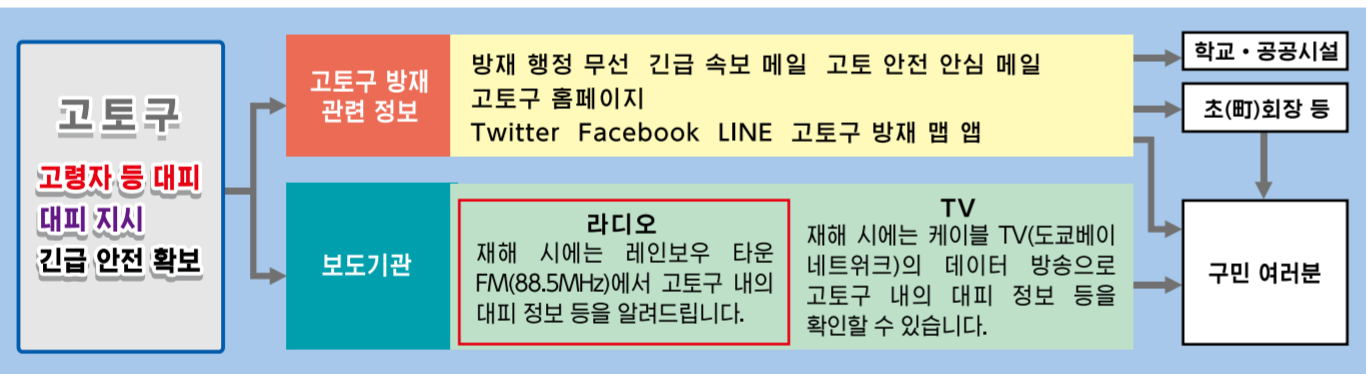 고토구
고령자 등 대피
대피 지시
긴급 안전 확보
고토구 방재
관련 정보
방재 행정 무선 긴급 속보 메일 고토 안전 안심 메일
고토구 홈페이지
Twitter Facebook LINE 고토구 방재 맵 앱
보도기관
라디오
재해 시에는 레인보우 타운
FM(88.5MHz)에서 고토구 내의
대피 정보 등을 알려드립니다.
TV
재해 시에는 케이블 TV(도쿄베이
네트워크)의 데이터 방송으로
고토구 내의 대피 정보 등을
확인할 수 있습니다.
학교・공공시설
초(町)회장 등
구민 여러분